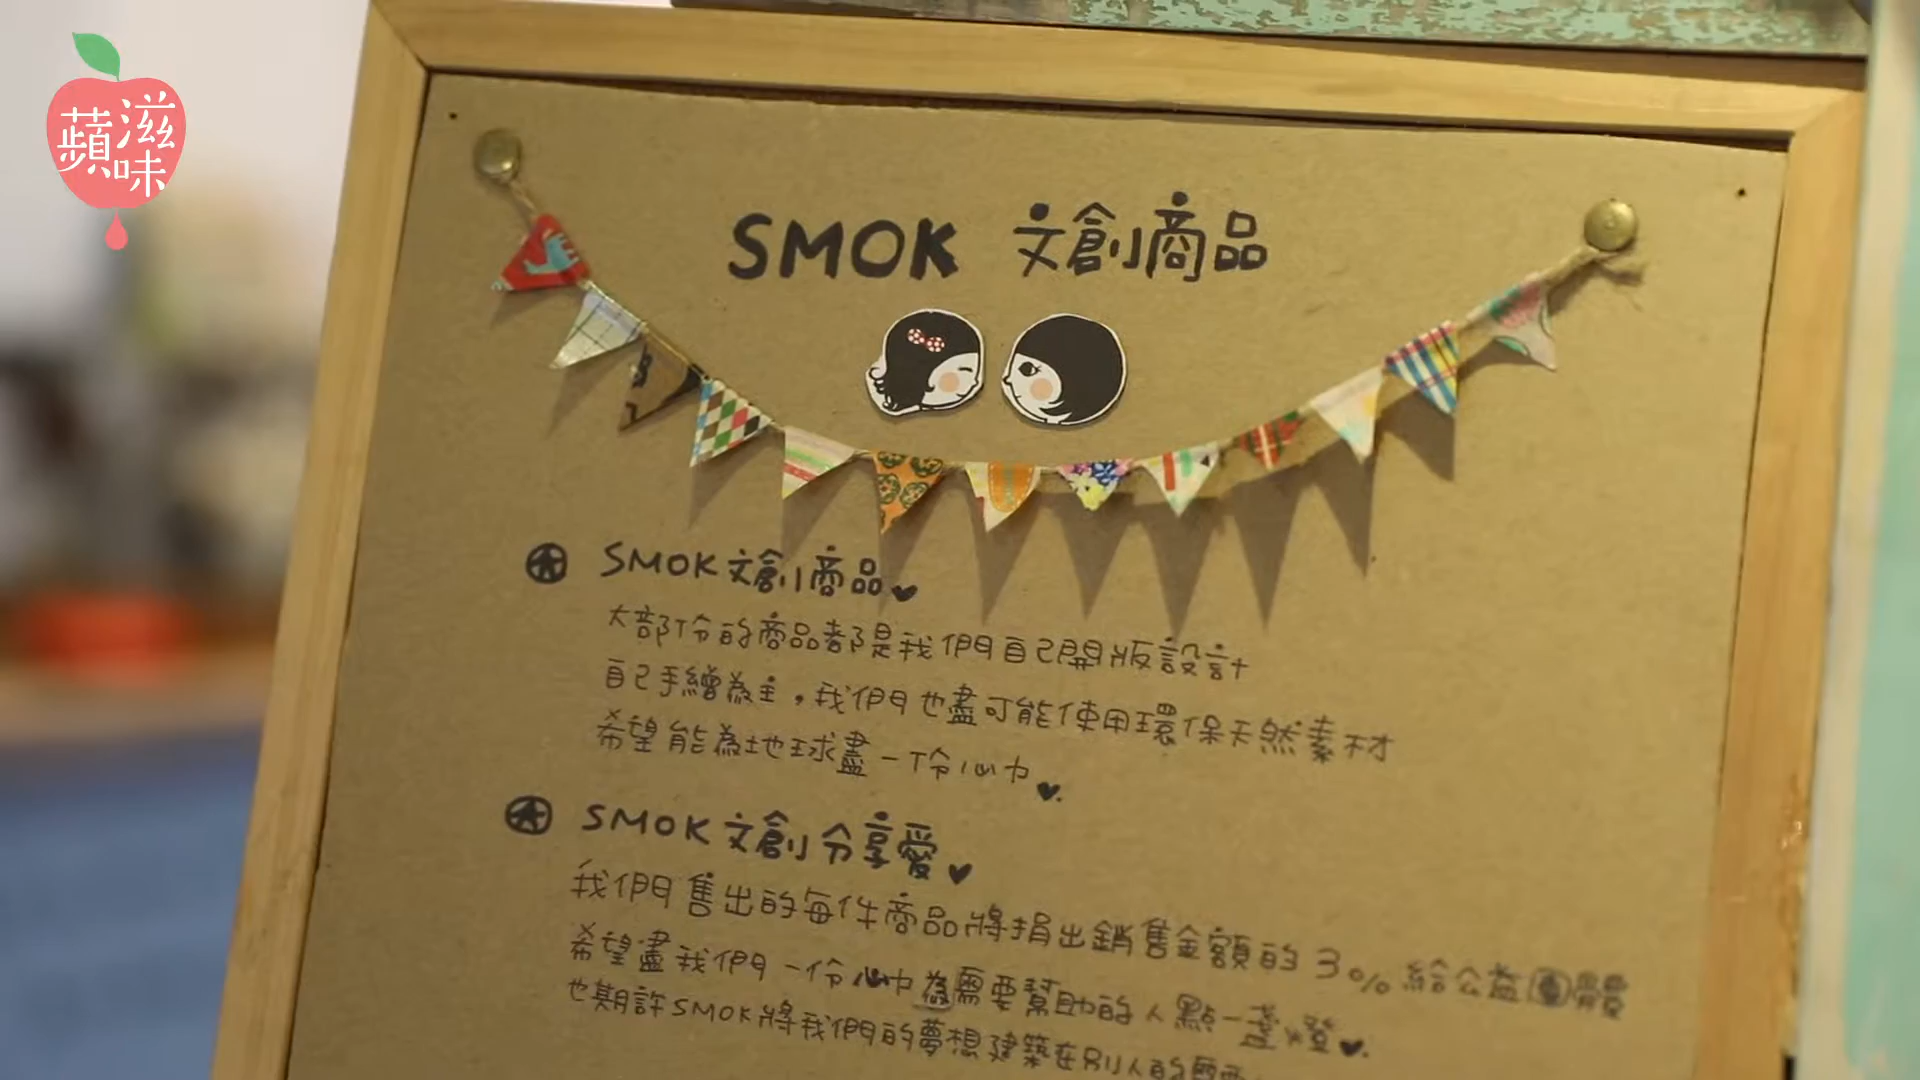 蘋滋味
SMOK 文創商品
SMOK文創商品
大部份的商品都是我們自己開版設計
自己手繪為主，我們也盡可能使用環保天然素材
希望能為地球盡一份心力
SMOK文創分享愛
我們售出的每件商品將捐出銷售金額的3%給公益團體
希望盡我們一份心力為需要幫助的人點一盞燈
也期許SMOK將我們的夢想建築在別人的需要